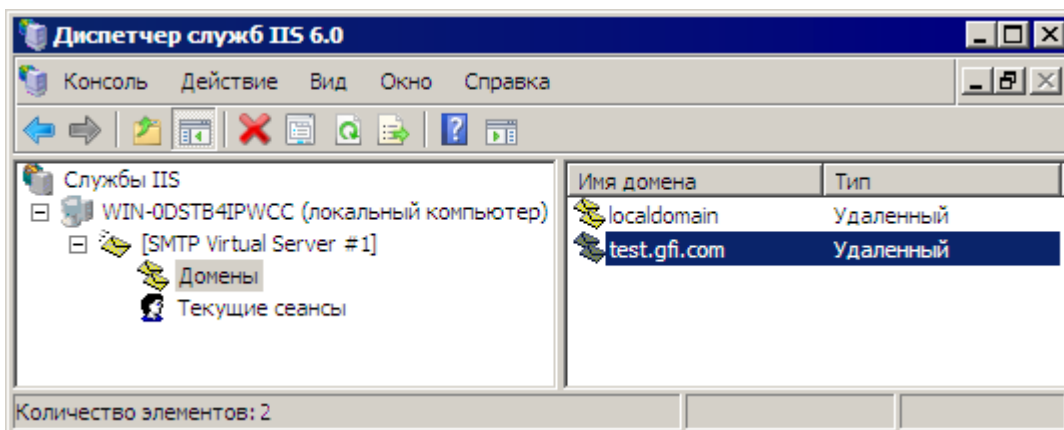 Диспетчер служб IIS 6.0
Консоль Действие Вид Окно Справка
Службы IIS
WIN-0DSTB4IPWCC (локальный компьютер)
[SMTP Virtual Server #1]
Домены
Текущие сеансы
Имя домена Тип
localdomain Удаленный
test.gfi.com Удаленный
Количество элементов: 2